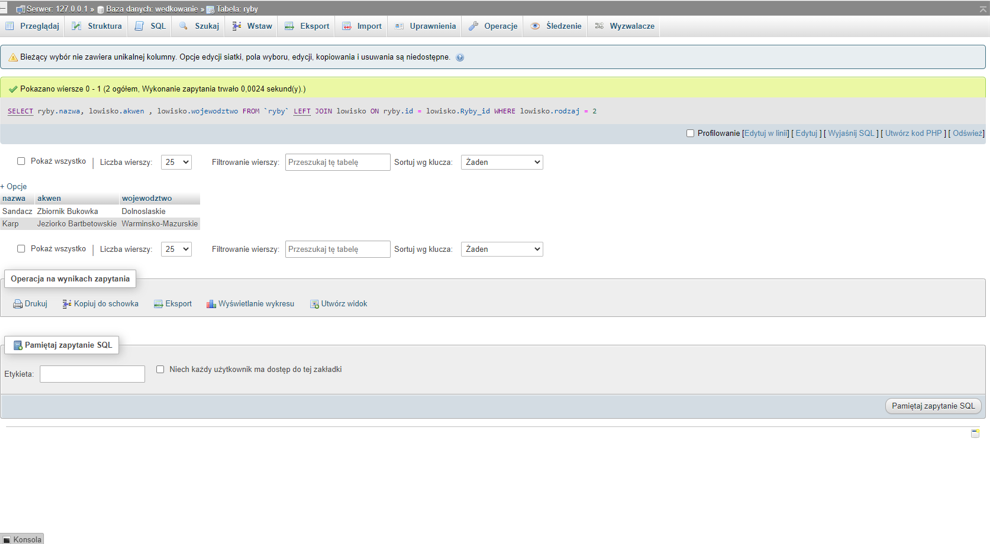 Serwer: 127.0.0.1 » Baza danych: wedkowanie » Tabela: ryby
Przeglądaj Struktura SQL Szukaj Wstaw Eksport Import Uprawnienia Operacje Śledzenie Wyzwalacze
Bieżący wybór nie zawiera unikalnej kolumny. Opcje edycji siatki, pola wyboru, edycji, kopiowania i usuwania są niedostępne.
Pokazano wiersze 0 - 1 (2 ogółem, Wykonanie zapytania trwało 0,0024 sekund(y).)
SELECT ryby.nazwa, lowisko.akwen , lowisko.wojewodztwo FROM `ryby` LEFT JOIN lowisko ON ryby.id = lowisko.Ryby_id WHERE lowisko.rodzaj = 2
Profilowanie [Edytuj w linii] [ Edytuj ] [ Wyjaśnij SQL ] [ Utwórz kod PHP ] [ Odśwież]
Pokaż wszystko | Liczba wierszy: 25 Filtrowanie wierszy: Przeszukaj tę tabelę Sortuj wg klucza: Żaden
+ Opcje
nazwa akwen wojewodztwo
Sandacz Zbiornik Bukowka Dolnoslaskie
Karp Jeziorko Bartbetowskie Warminsko-Mazurskie
Pokaż wszystko | Liczba wierszy: 25 Filtrowanie wierszy: Przeszukaj tę tabelę Sortuj wg klucza: Żaden
Operacja na wynikach zapytania
Drukuj Kopiuj do schowka Eksport Wyświetlanie wykresu Utwórz widok
Pamiętaj zapytanie SQL
Etykieta: Niech każdy użytkownik ma dostęp do tej zakładki
Pamiętaj zapytanie SQL
Konsola